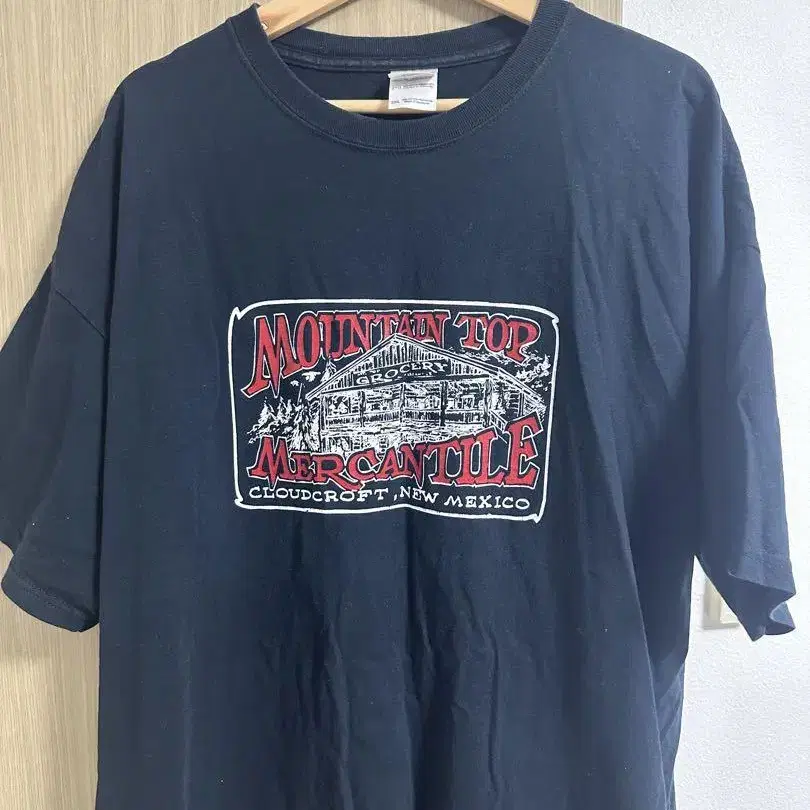 MOUNTAIN TOP
GROCERY
MERCANTILE
CLOUDCROFT, NEW MEXICO